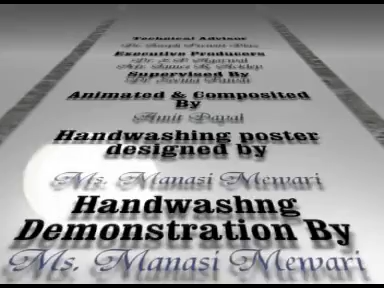 Technical Advisor
Executive Producers
Supervised By
Animated & Composited
By
Amit Dayal
Handwashing poster
designed by
Ms. Manasi Mewari
Handwashng
Demonstration By
Ms. Manasi Mewari